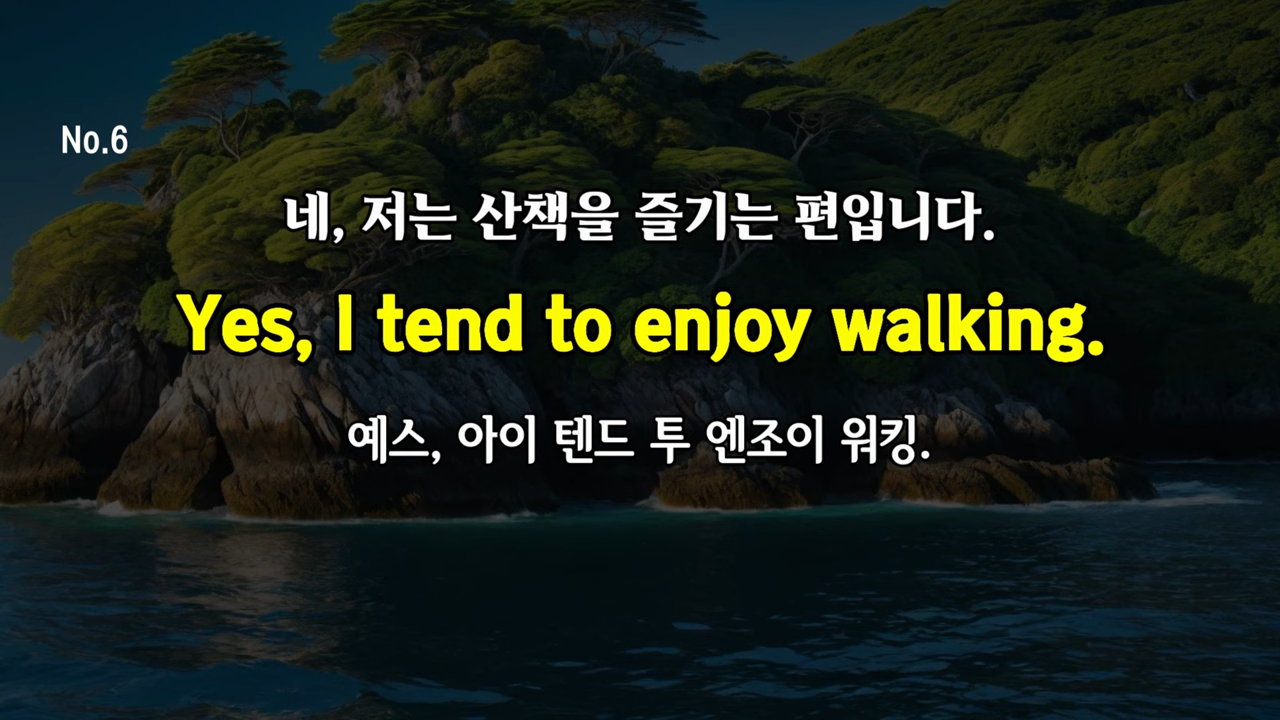 No.6
네, 저는 산책을 즐기는 편입니다.
Yes, I tend to enjoy walking.
예스, 아이 텐드 투 엔조이 워킹.